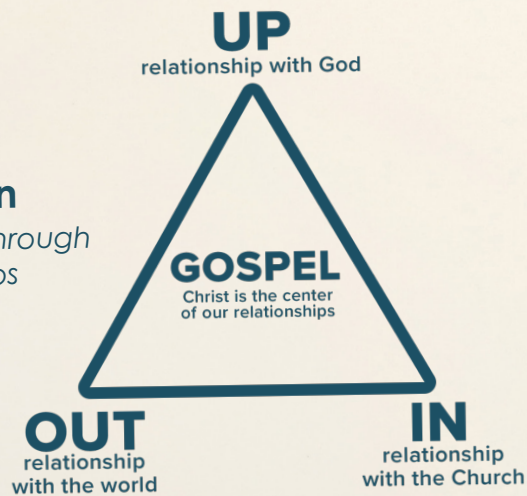 UP
relationship with God
GOSPEL
Christ is the center
of our relationships
OUT
relationship
with the world
IN
relationship
with the Church